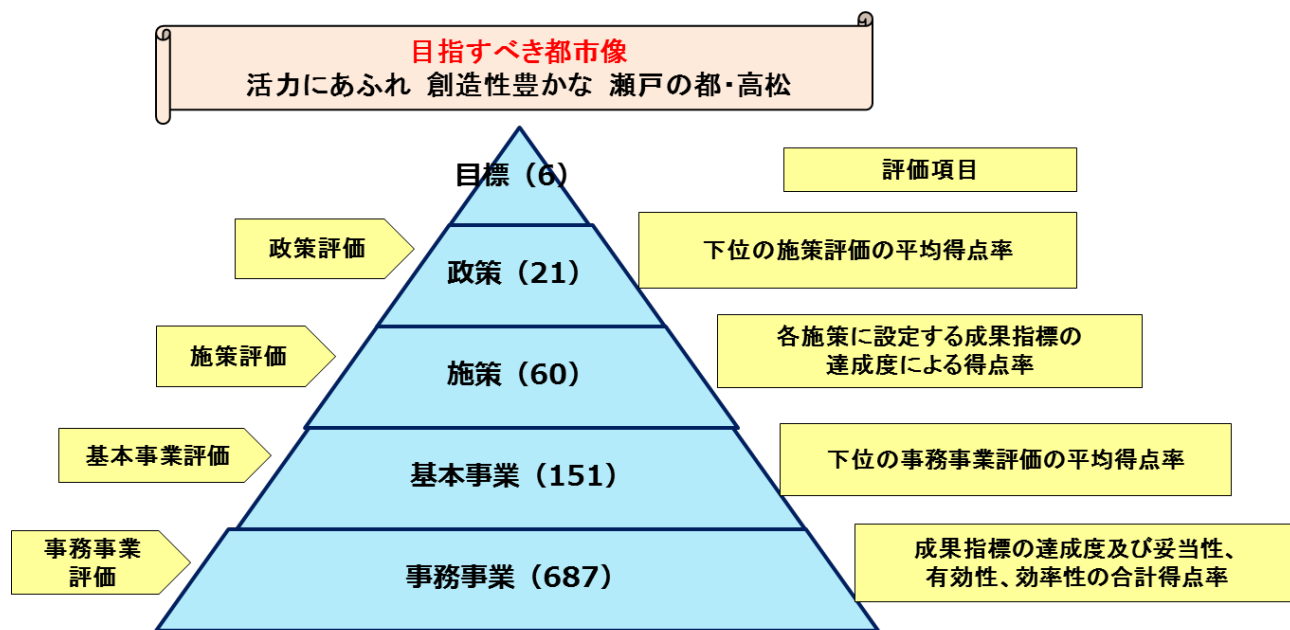 目指すべき都市像
活力にあふれ 創造性豊かな 瀬戸の都・高松
目標（6）
評価項目
政策評価
政策（21）
下位の施策評価の平均得点率
施策評価
施策（60）
各施策に設定する成果指標の
達成度による得点率
基本事業評価
基本事業（151）
下位の事務事業評価の平均得点率
事務事業
評価
事務事業（687）
成果指標の達成度及び妥当性、
有効性、効率性の合計得点率